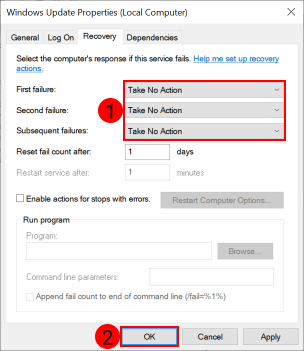 Windows Update Properties (Local Computer)
General Log On Recovery Dependencies
Select the computer's response if this service fails. Help me set up recovery
actions.
First failure: Take No Action
Second failure: Take No Action
1
Subsequent failures: Take No Action
Reset fail count after: 1 days
Restart service after: 1 minutes
Enable actions for stops with errors. Restart Computer Options...
Run program
Program:
Browse...
Command line parameters:
Append fail count to end of command line (/fail=%1%)
2 OK Cancel Apply